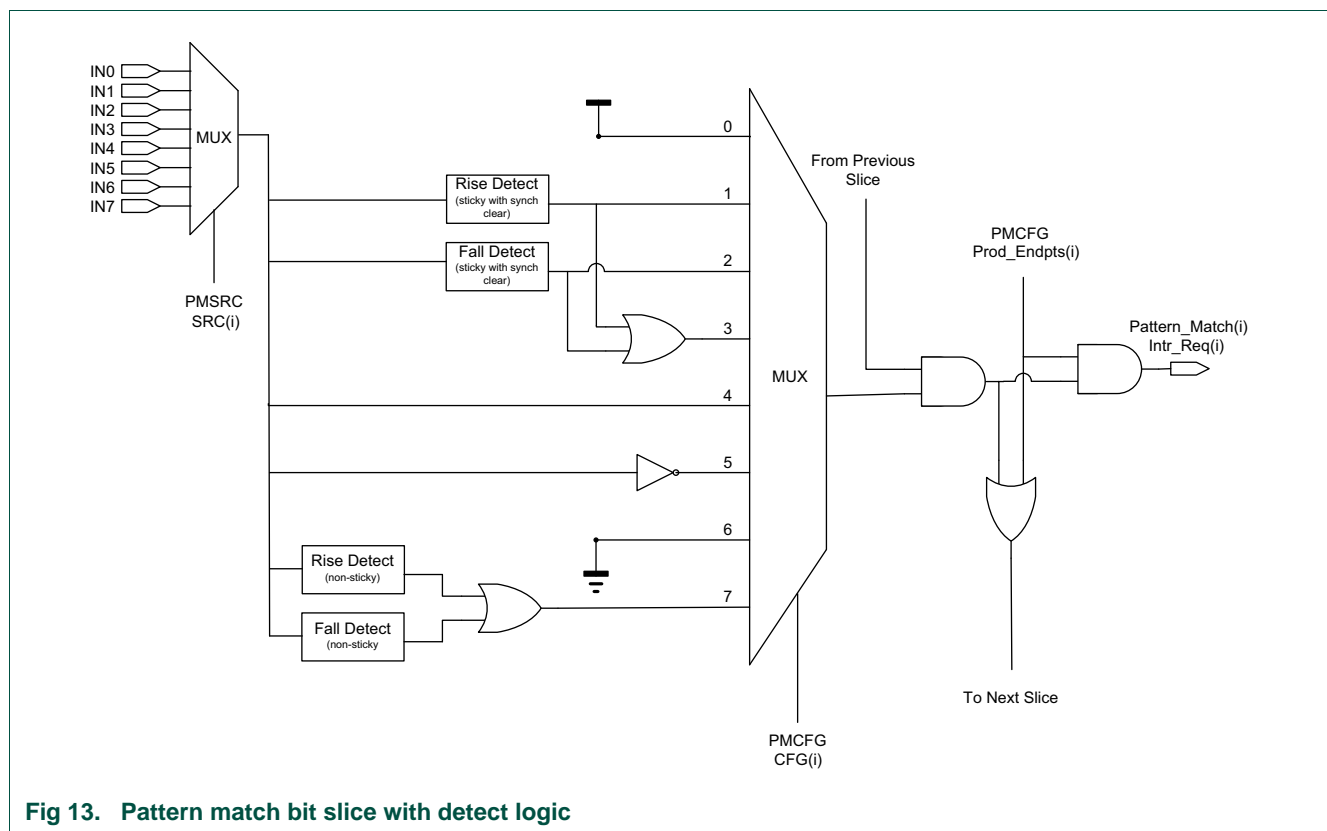 IN0
IN1
IN2
IN3
IN4
IN5
IN6
IN7
MUX
PMSRC
SRC(i)
Rise Detect
(sticky with synch
clear)
Fall Detect
(sticky with synch
clear)
Rise Detect
(non-sticky)
Fall Detect
(non-sticky
0
1
2
3
4
5
6
7
MUX
PMCFG
CFG(i)
From Previous
Slice
PMCFG
Prod_Endpts(i)
Pattern_Match(i)
Intr_Req(i)
To Next Slice
Fig 13. Pattern match bit slice with detect logic